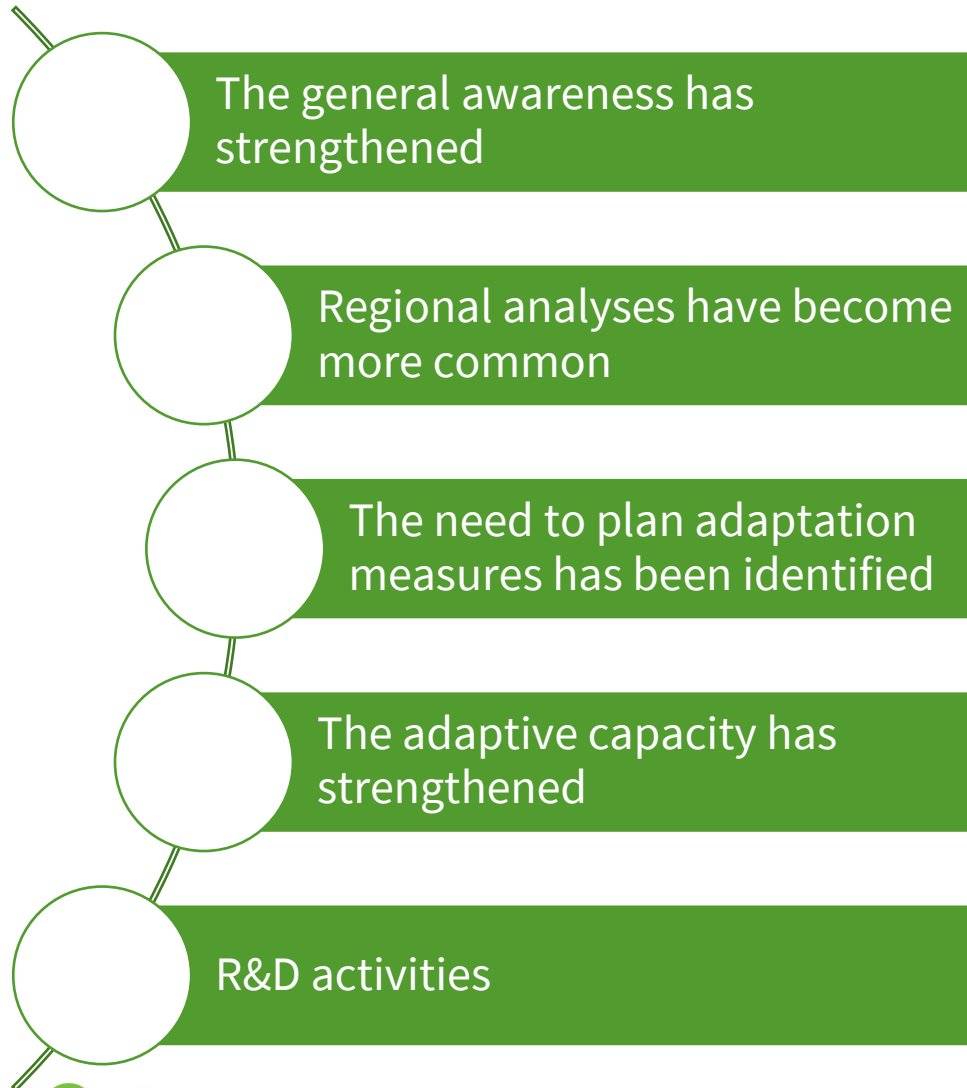 The general awareness has
strengthened
Regional analyses have become
more common
The need to plan adaptation
measures has been identified
The adaptive capacity has
strengthened
R&D activities